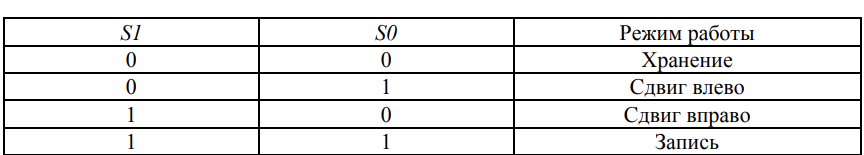 S1 S0 Режим работы
0 0 Хранение
0 1 Сдвиг влево
1 0 Сдвиг вправо
1 1 Запись